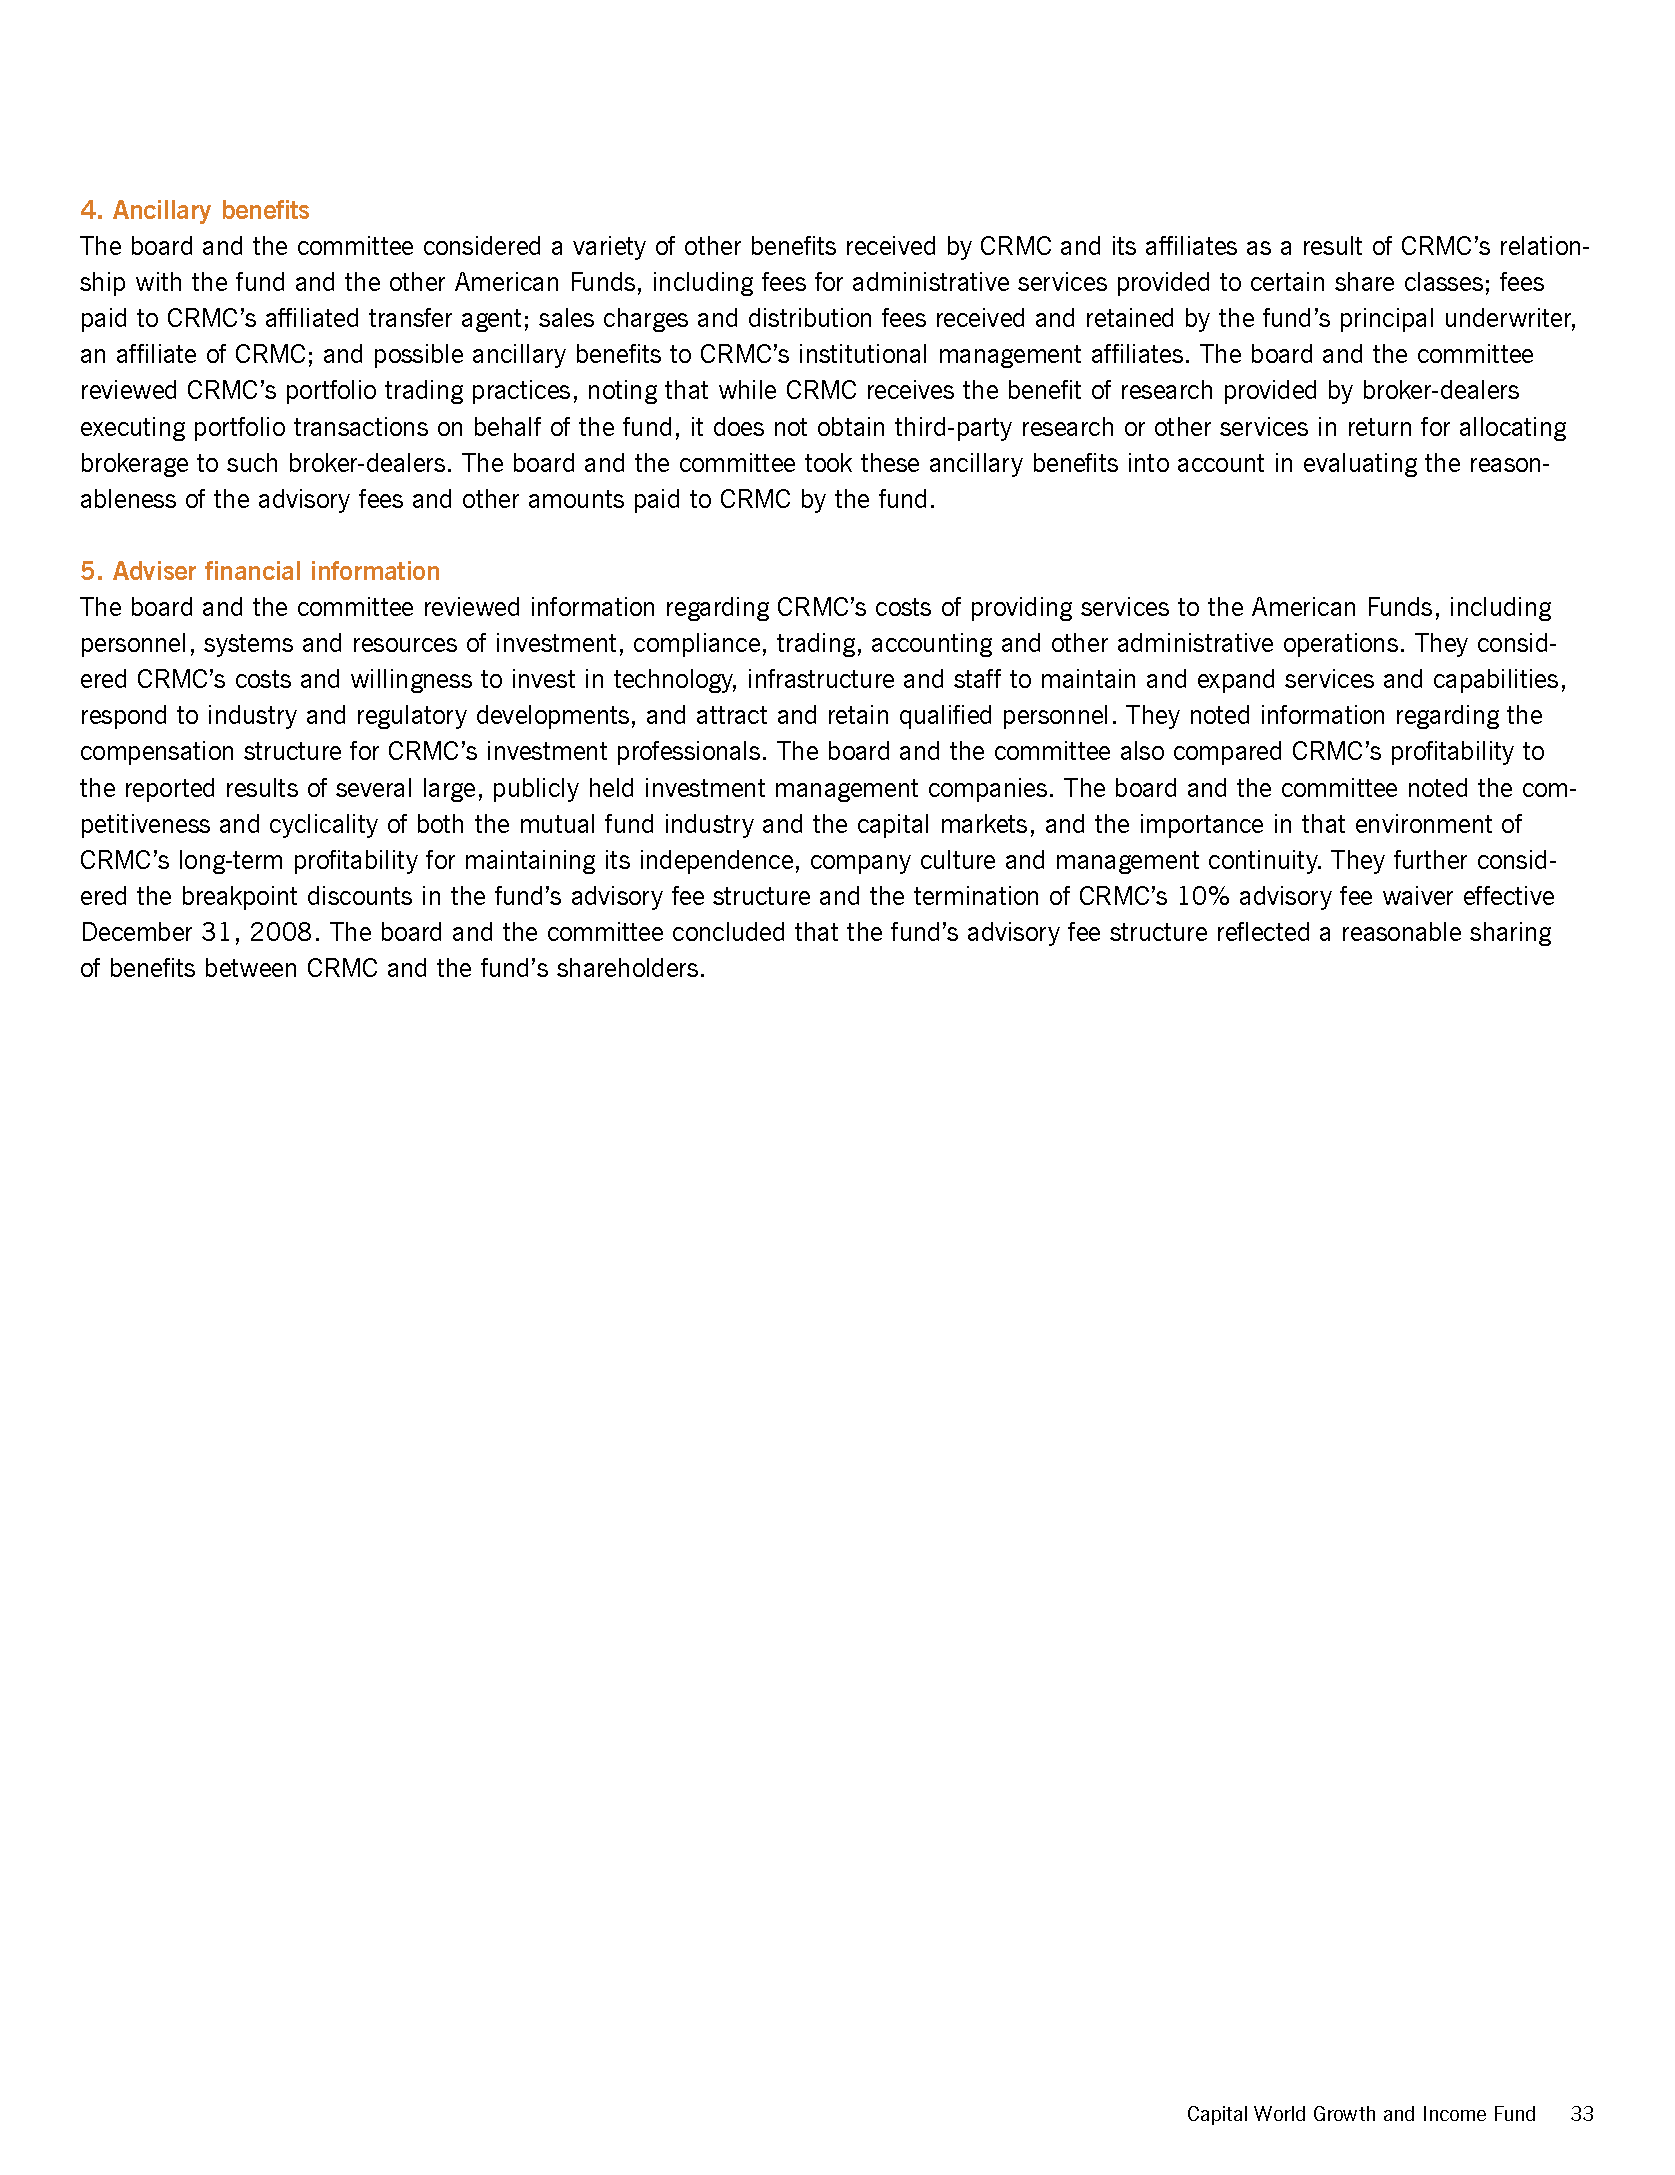 4. Ancillary benefits
The board and the committee considered a variety of other benefits received by CRMC and its affiliates as a result of CRMC’s relation-
ship with the fund and the other American Funds, including fees for administrative services provided to certain share classes; fees
paid to CRMC’s affiliated transfer agent; sales charges and distribution fees received and retained by the fund’s principal underwriter,
an affiliate of CRMC; and possible ancillary benefits to CRMC’s institutional management affiliates. The board and the committee
reviewed CRMC’s portfolio trading practices, noting that while CRMC receives the benefit of research provided by broker-dealers
executing portfolio transactions on behalf of the fund, it does not obtain third-party research or other services in return for allocating
brokerage to such broker-dealers. The board and the committee took these ancillary benefits into account in evaluating the reason-
ableness of the advisory fees and other amounts paid to CRMC by the fund.
5. Adviser financial information
The board and the committee reviewed information regarding CRMC’s costs of providing services to the American Funds, including
personnel, systems and resources of investment, compliance, trading, accounting and other administrative operations. They consid-
ered CRMC’s costs and willingness to invest in technology, infrastructure and staff to maintain and expand services and capabilities,
respond to industry and regulatory developments, and attract and retain qualified personnel. They noted information regarding the
compensation structure for CRMC’s investment professionals. The board and the committee also compared CRMC’s profitability to
the reported results of several large, publicly held investment management companies. The board and the committee noted the com-
petitiveness and cyclicality of both the mutual fund industry and the capital markets, and the importance in that environment of
CRMC’s long-term profitability for maintaining its independence, company culture and management continuity. They further consid-
ered the breakpoint discounts in the fund’s advisory fee structure and the termination of CRMC’s 10% advisory fee waiver effective
December 31, 2008. The board and the committee concluded that the fund’s advisory fee structure reflected a reasonable sharing
of benefits between CRMC and the fund’s shareholders.
Capital World Growth and Income Fund 33